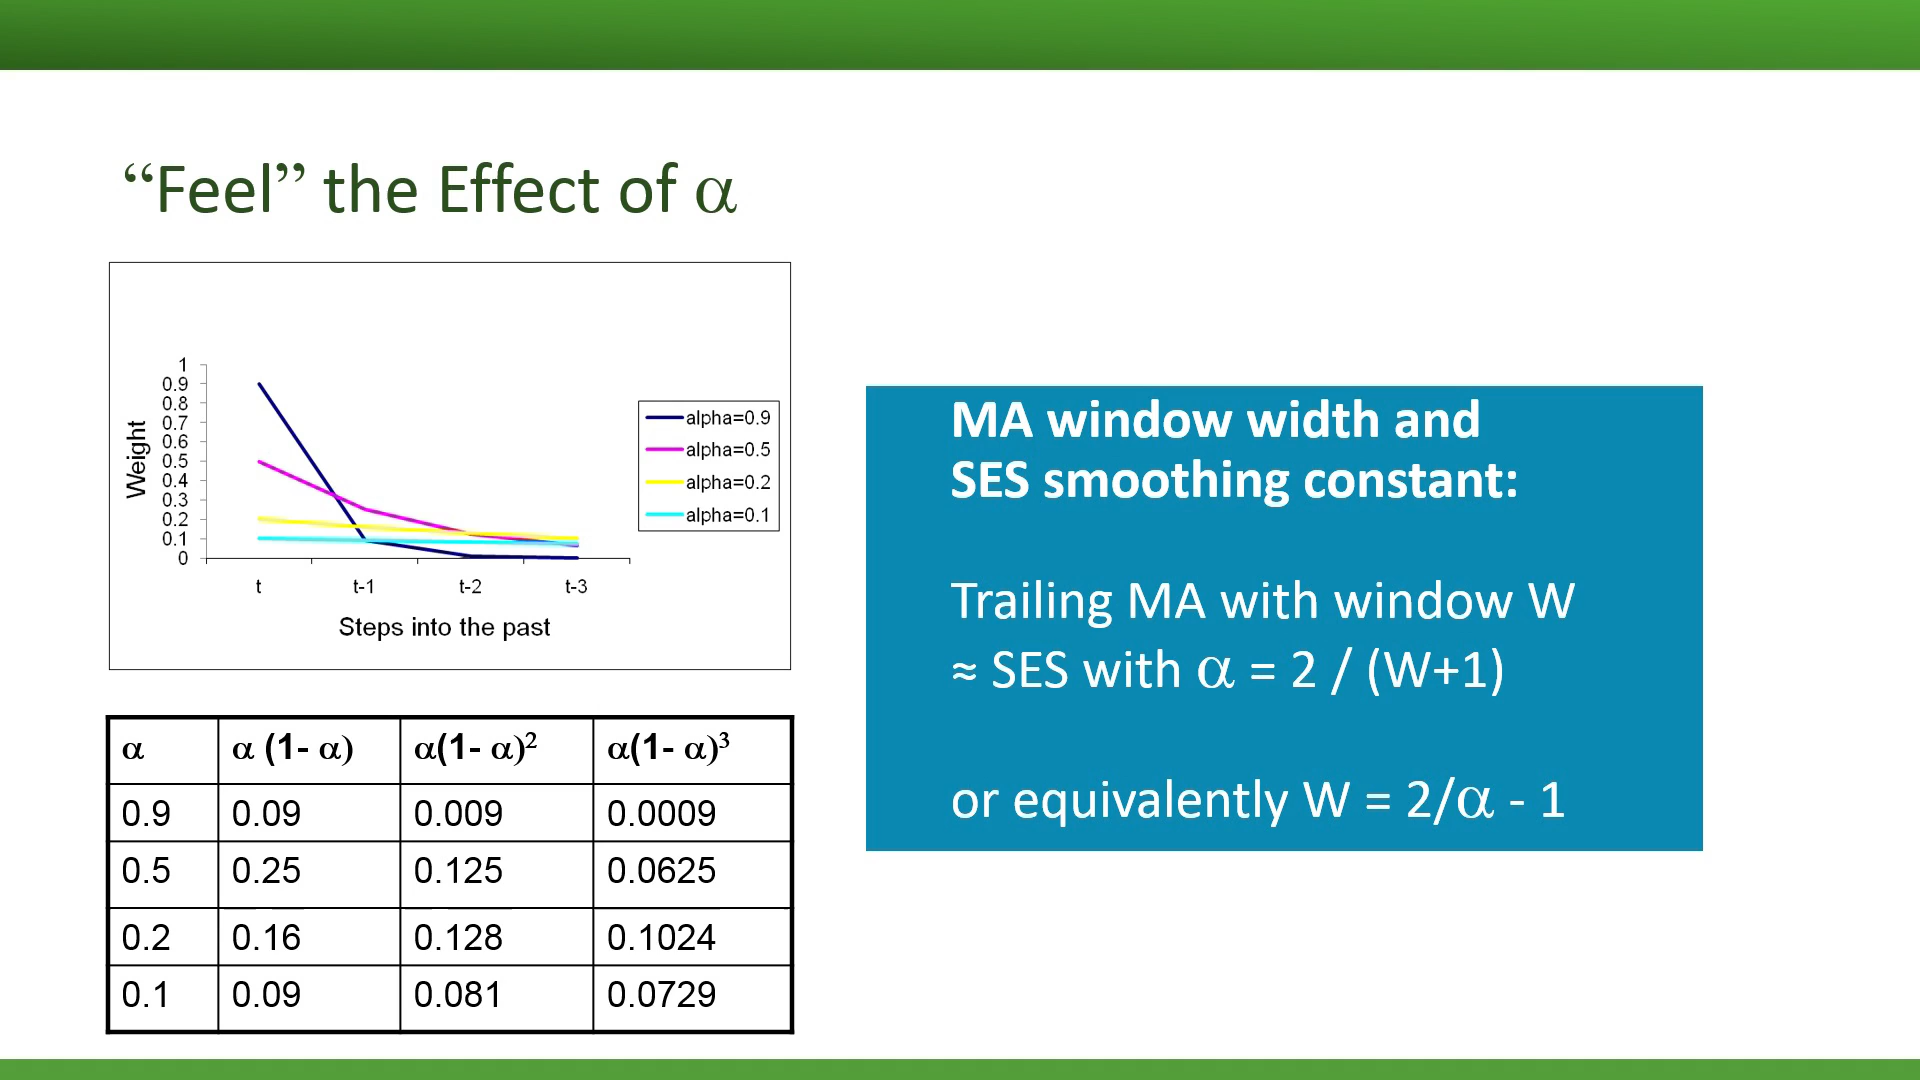 “Feel” the Effect of α
1
0.9
0.8
0.7
0.6
0.5
0.4
0.3
0.2
0.1
0
Weight
t t-1 t-2 t-3
Steps into the past
alpha=0.9
alpha=0.5
alpha=0.2
alpha=0.1
α α (1- α) α(1- α)² α(1- α)³
0.9 0.09 0.009 0.0009
0.5 0.25 0.125 0.0625
0.2 0.16 0.128 0.1024
0.1 0.09 0.081 0.0729
MA window width and
SES smoothing constant:
Trailing MA with window W
≈ SES with α = 2 / (W+1)
or equivalently W = 2/α - 1